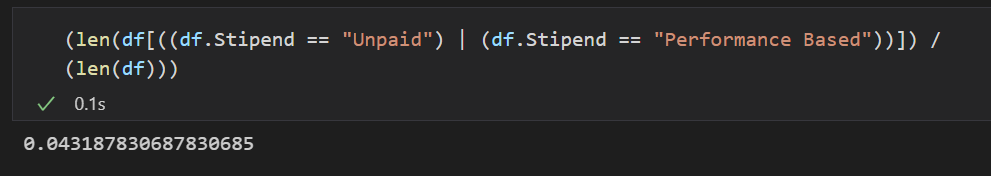 (len(df[((df.Stipend == "Unpaid") | (df.Stipend == "Performance Based"))]) /
(len(df)))
0.1s
0.043187830687830685